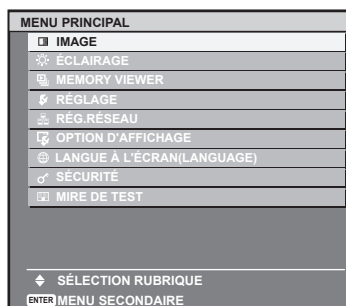 MENU PRINCIPAL
IMAGE
ÉCLAIRAGE
MEMORY VIEWER
RÉGLAGE
RÉG.RÉSEAU
OPTION D'AFFICHAGE
LANGUE À L'ÉCRAN(LANGUAGE)
SÉCURITÉ
MIRE DE TEST
SÉLECTION RUBRIQUE
ENTER MENU SECONDAIRE